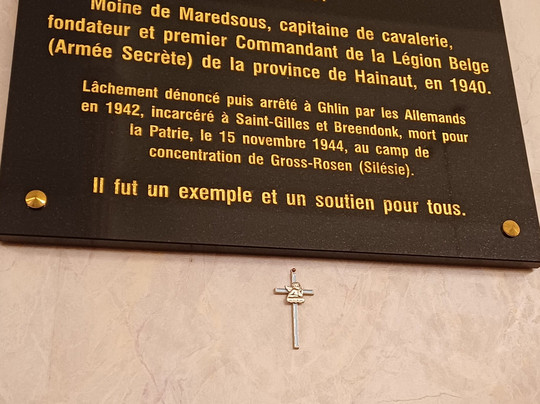 Moine de Maredsous, capitaine de cavalerie,
fondateur et premier Commandant de la Légion Belge
(Armée Secrète) de la province de Hainaut, en 1940.
Lâchement dénoncé puis arrêté à Ghlin par les Allemands
en 1942, incarcéré à Saint-Gilles et Breendonk, mort pour
la Patrie, le 15 novembre 1944, au camp de
concentration de Gross-Rosen (Silésie).
Il fut un exemple et un soutien pour tous.